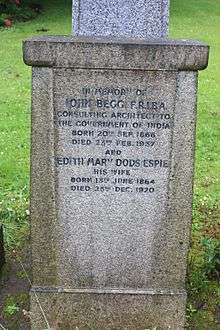 IN MEMORY OF
JOHN BEGG F.R.I.B.A.
CONSULTING ARCHITECT TO
THE GOVERNMENT OF INDIA
BORN 20TH SEP. 1866
DIED 23RD FEB. 1937
AND
EDITH MARY DODS ESPIE
HIS WIFE
BORN 13TH JUNE 1864
DIED 25TH DEC. 1920